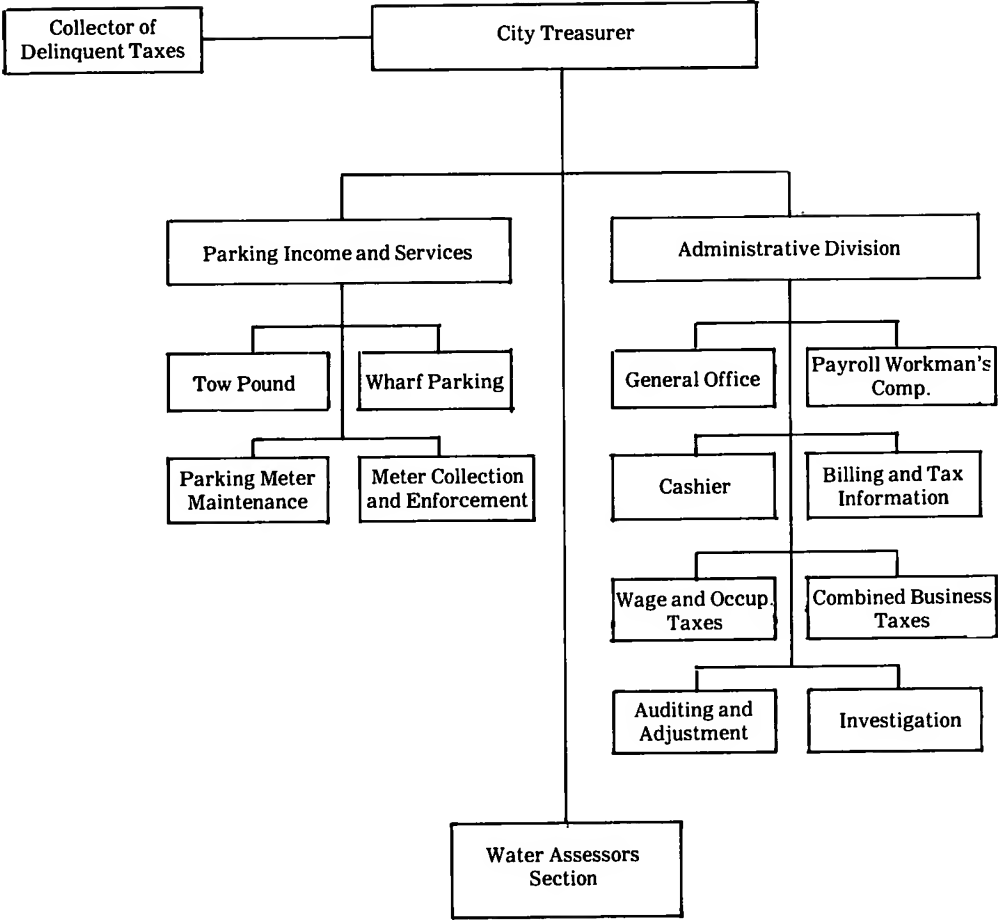 Collector of
Delinquent Taxes
City Treasurer
Parking Income and Services
Administrative Division
Tow Pound
Wharf Parking
General Office
Payroll Workman's
Comp.
Parking Meter
Maintenance
Meter Collection
and Enforcement
Cashier
Billing and Tax
Information
Wage and Occup.
Taxes
Combined Business
Taxes
Auditing and
Adjustment
Investigation
Water Assessors
Section